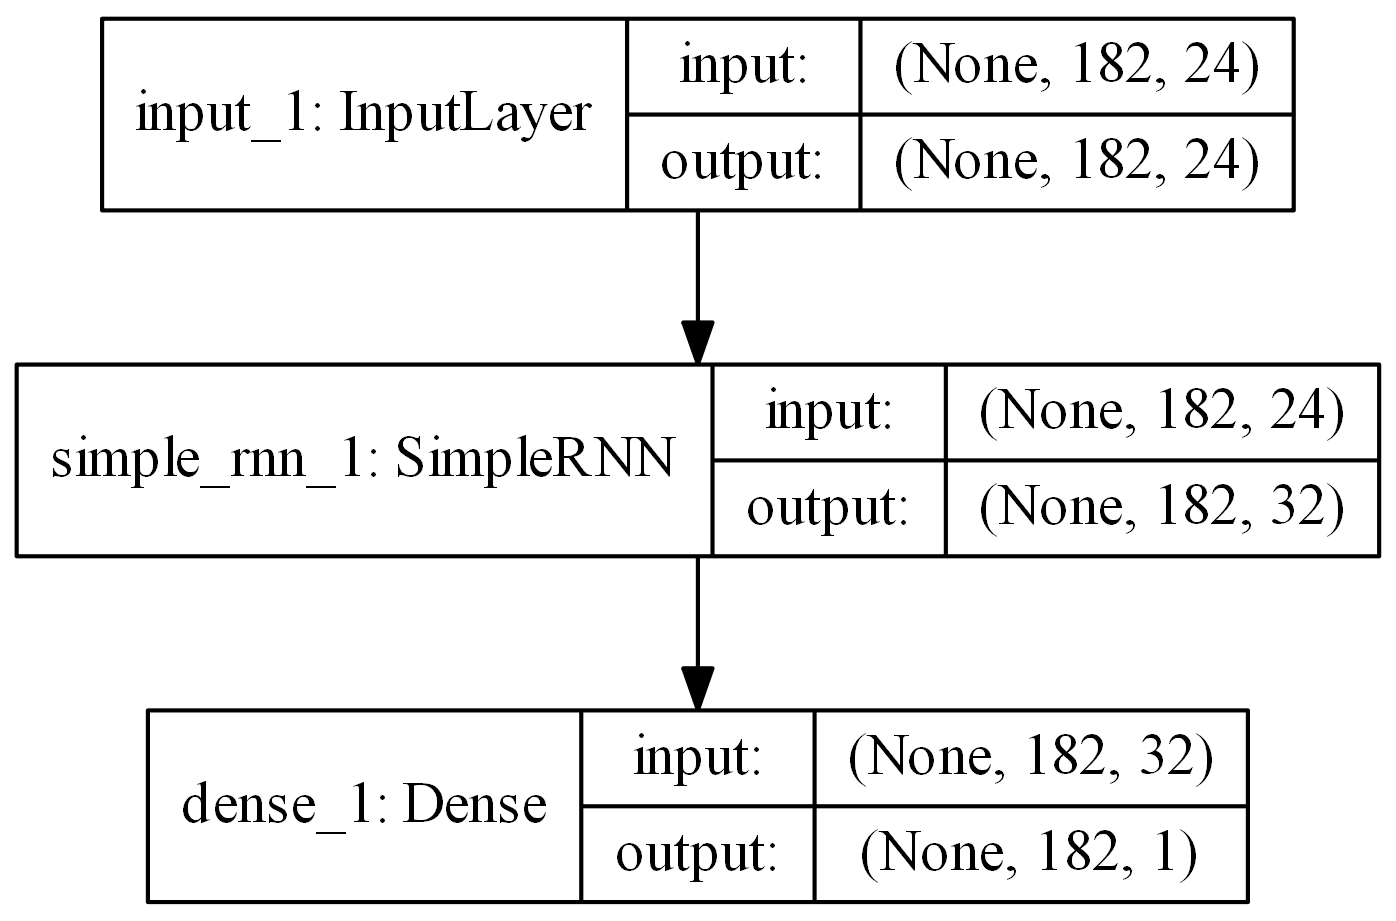 input_1: InputLayer
input: (None, 182, 24)
output: (None, 182, 24)
simple_rnn_1: SimpleRNN
input: (None, 182, 24)
output: (None, 182, 32)
dense_1: Dense
input: (None, 182, 32)
output: (None, 182, 1)